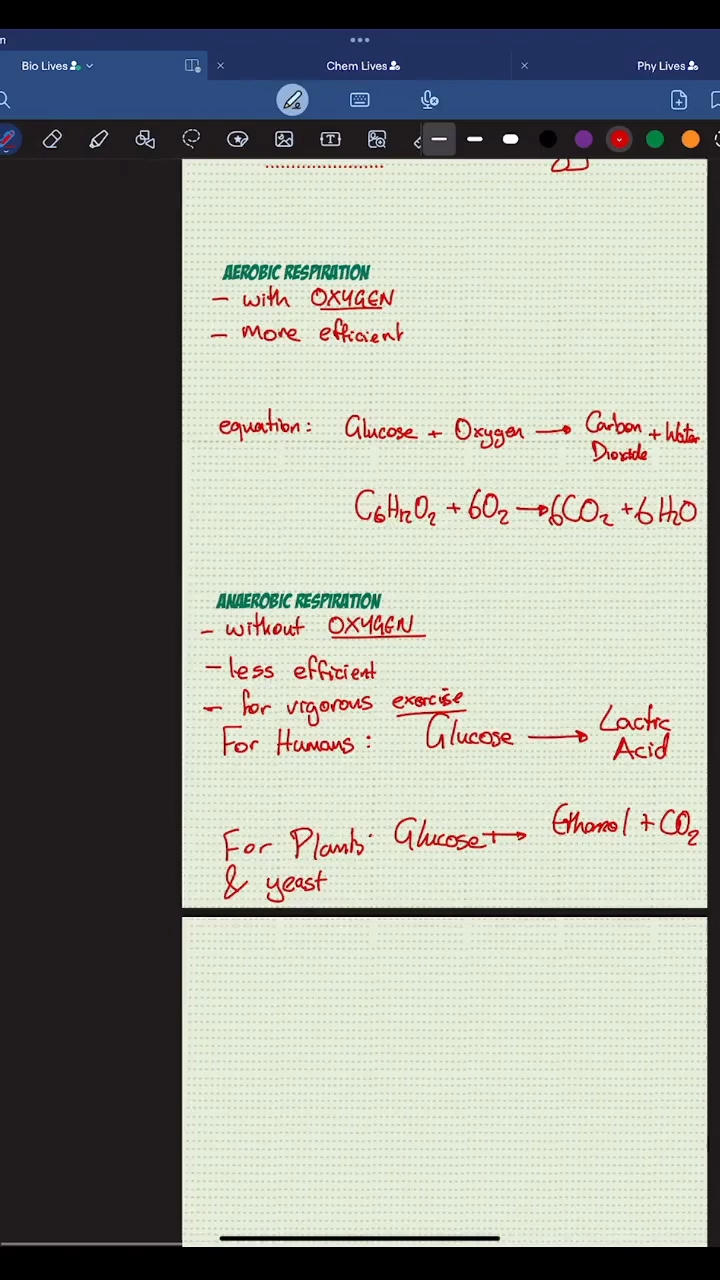 Bio Lives
Chem Lives
Phy Lives
AEROBIC RESPIRATION
- with OXYGEN
- More efficient
equation: Glucose + Oxygen → Carbon Dioxide + Water
C6H12O2 + 6O2 → 6CO2 + 6H2O
ANAEROBIC RESPIRATION
- without OXYGEN
- less efficient
- for vigorous exercise
For Humans: Glucose → Lactic Acid
For Plants & yeast Glucose → Ethanol + CO2